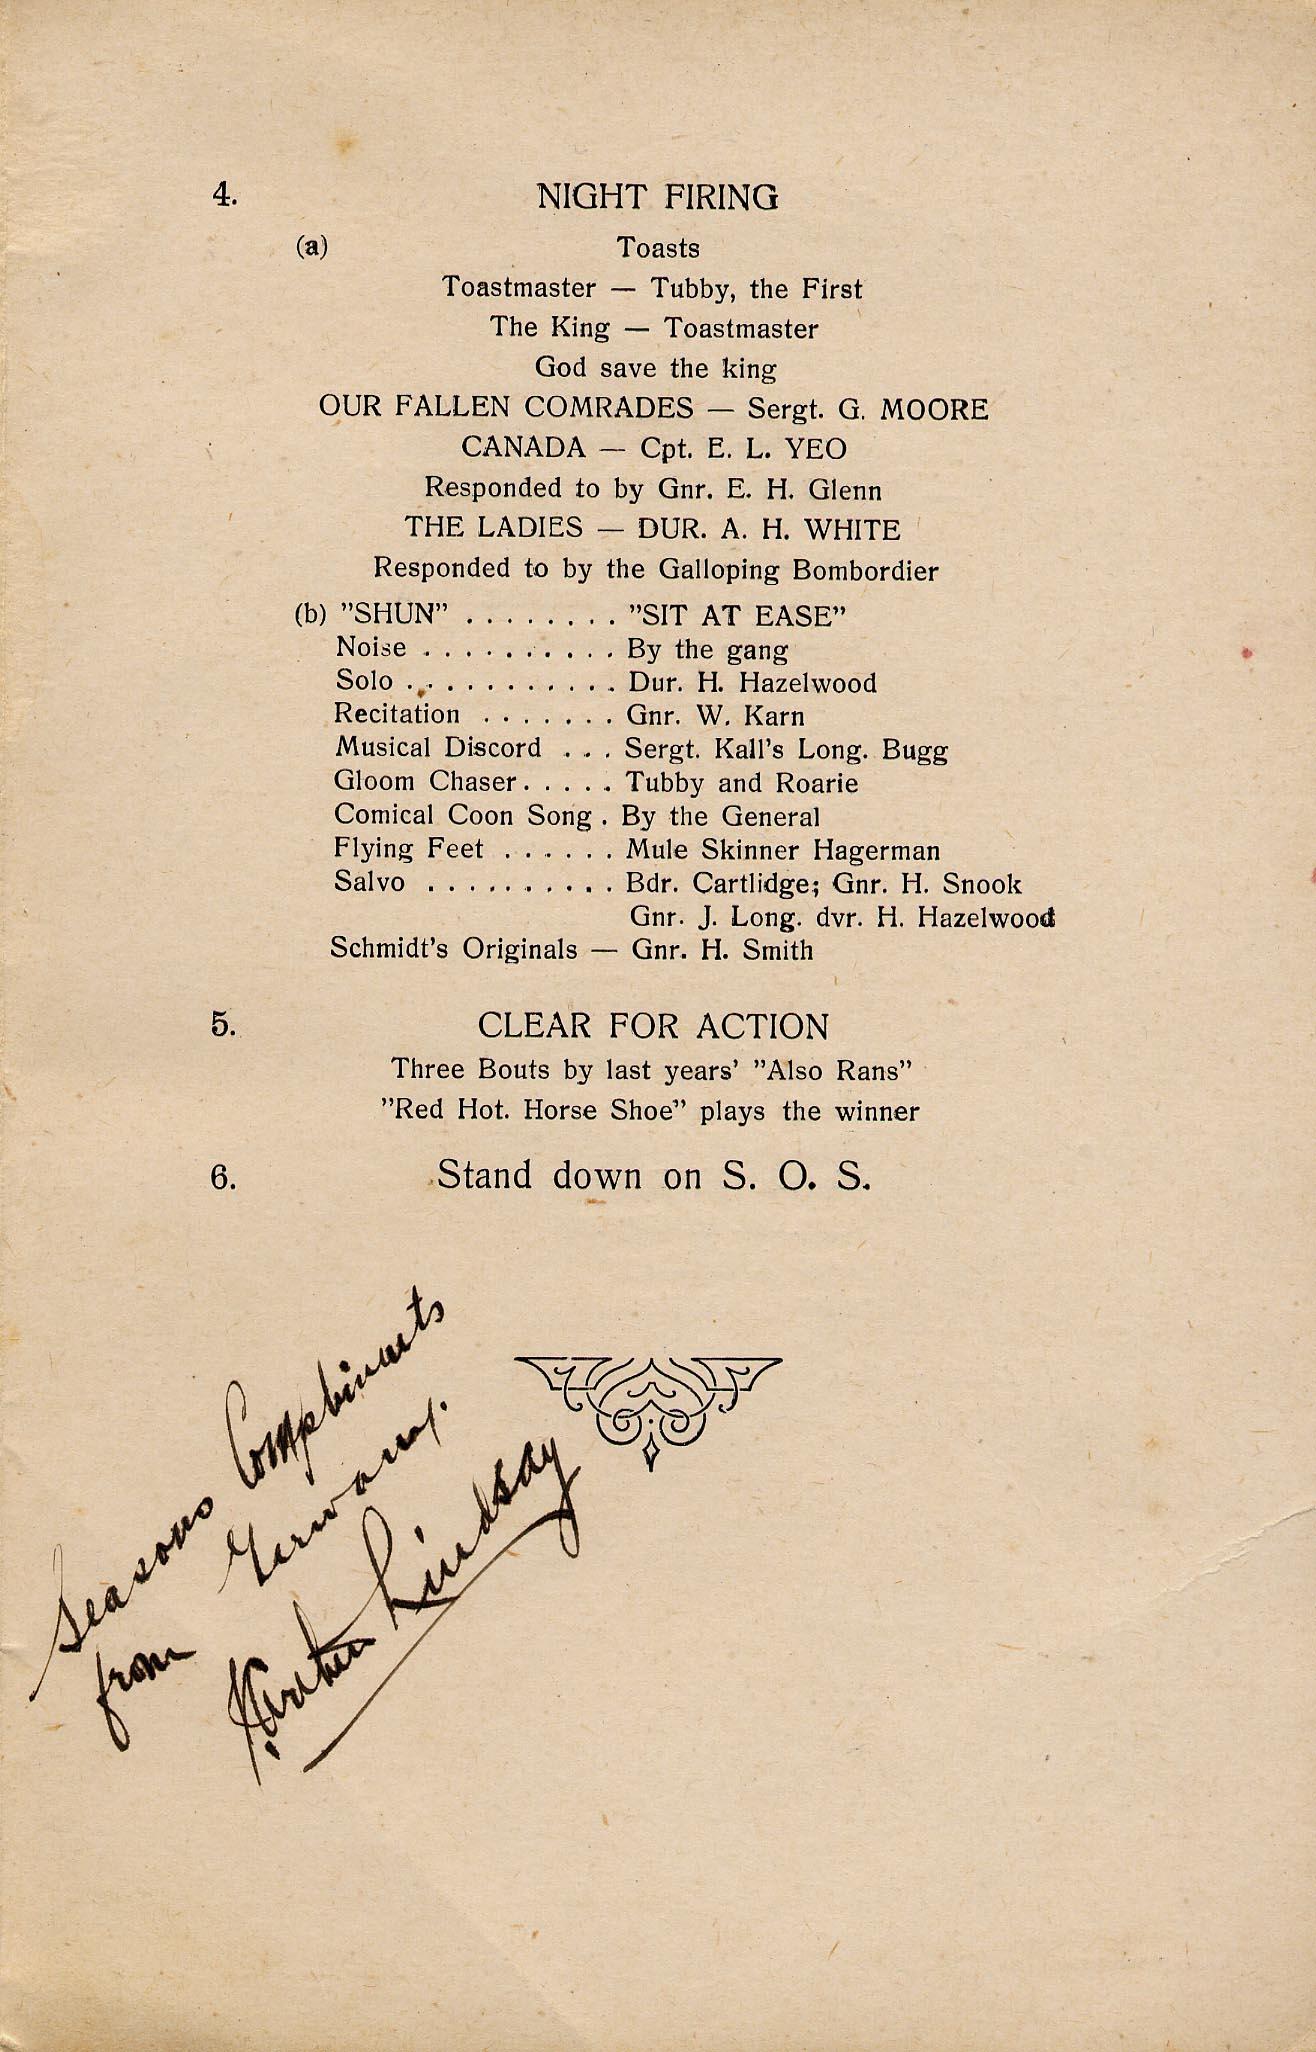 4. NIGHT FIRING
(a) Toasts
Toastmaster — Tubby, the First
The King — Toastmaster
God save the king
OUR FALLEN COMRADES — Sergt. G. MOORE
CANADA — Cpt. E. L. YEO
Responded to by Gnr. E. H. Glenn
THE LADIES — DUR. A. H. WHITE
Responded to by the Galloping Bombordier
(b) ”SHUN” . . . . . . . . ”SIT AT EASE”
Noise . . . . . . . . . . By the gang
Solo . . . . . . . . . . . Dur. H. Hazelwood
Recitation . . . . . . . Gnr. W. Karn
Musical Discord . . . Sergt. Kall's Long. Bugg
Gloom Chaser . . . . . Tubby and Roarie
Comical Coon Song . By the General
Flying Feet . . . . . . Mule Skinner Hagerman
Salvo . . . . . . . . . . Bdr. Cartlidge; Gnr. H. Snook
Gnr. J. Long. dvr. H. Hazelwood
Schmidt's Originals — Gnr. H. Smith
5. CLEAR FOR ACTION
Three Bouts by last years' ”Also Rans”
”Red Hot. Horse Shoe” plays the winner
6. Stand down on S. O. S.
Seasons Compliments
from Germany.
Lindsay